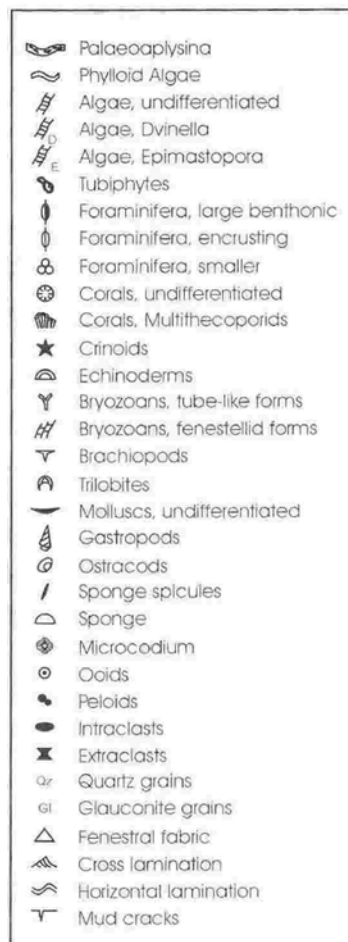 Palaeoaplysina
Phylloid Algae
Algae, undifferentiated
D Algae, Dvinella
E Algae, Epimastopora
Tubiphytes
Foraminifera, large benthonic
Foraminifera, encrusting
Foraminifera, smaller
Corals, undifferentiated
Corals, Multithecoporids
Crinoids
Echinoderms
Bryozoans, tube-like forms
Bryozoans, fenestellid forms
Brachiopods
Trilobites
Molluscs, undifferentiated
Gastropods
Ostracods
Sponge spicules
Sponge
Microcodium
Ooids
Peloids
Intraclasts
Extraclasts
Qz Quartz grains
Gl Glauconite grains
Fenestral fabric
Cross lamination
Horizontal lamination
Mud cracks